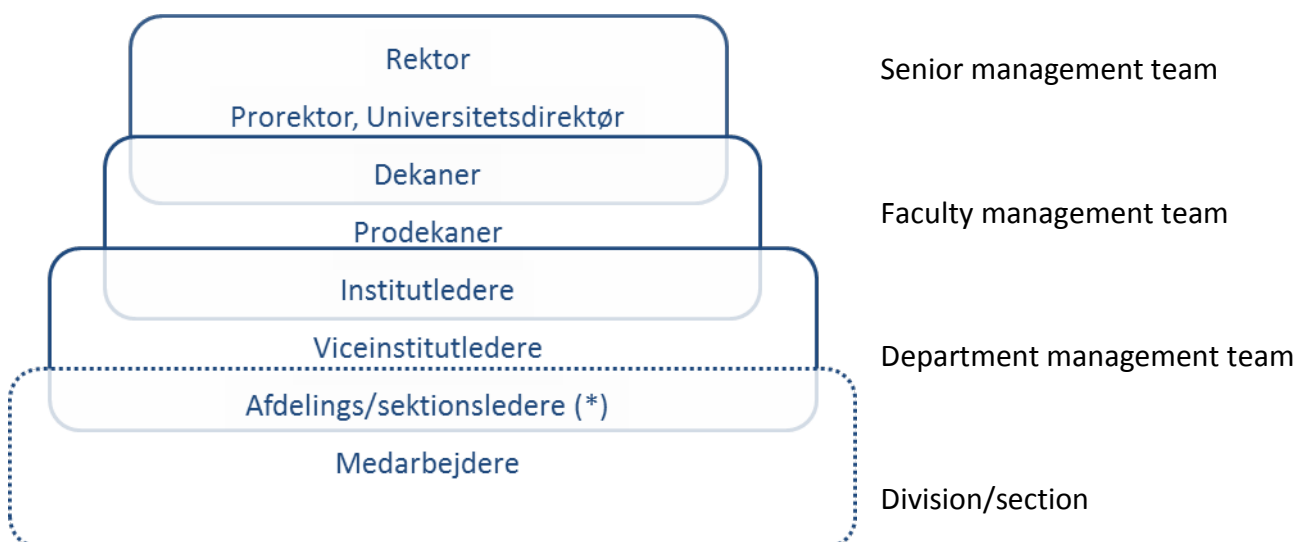 Rektor
Senior management team
Prorektor, Universitetsdirektør
Dekaner
Faculty management team
Prodekaner
Institutledere
Viceinstitutledere
Department management team
Afdelings/sektionsledere (*)
Medarbejdere
Division/section